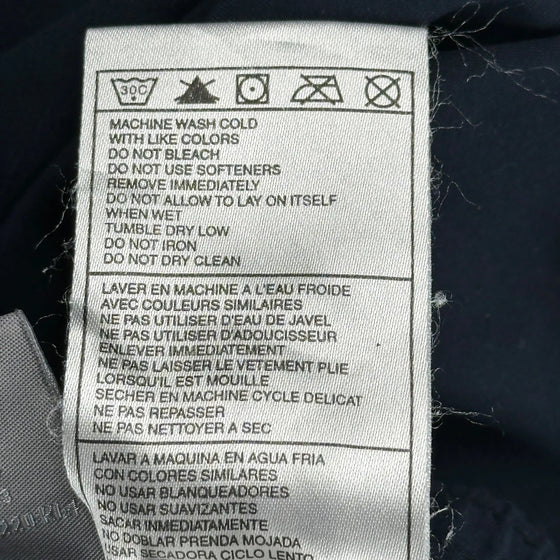 30C
MACHINE WASH COLD
WITH LIKE COLORS
DO NOT BLEACH
DO NOT USE SOFTENERS
REMOVE IMMEDIATELY
DO NOT ALLOW TO LAY ON ITSELF
WHEN WET
TUMBLE DRY LOW
DO NOT IRON
DO NOT DRY CLEAN
LAVER EN MACHINE A L'EAU FROIDE
AVEC COULEURS SIMILAIRES
NE PAS UTILISER D'EAU DE JAVEL
NE PAS UTILISER D'ADOUCISSEUR
ENLEVER IMMEDIATEMENT
NE PAS LAISSER LE VETEMENT PLIE
LORSQU'IL EST MOUILLE
SECHER EN MACHINE CYCLE DELICAT
NE PAS REPASSER
NE PAS NETTOYER A SEC
LAVAR A MAQUINA EN AGUA FRIA
CON COLORES SIMILARES
NO USAR BLANQUEADORES
NO USAR SUAVIZANTES
SACAR INMEDIATAMENTE
NO DOBLAR PRENDA MOJADA
USAR SECADORA CICLO LENTO